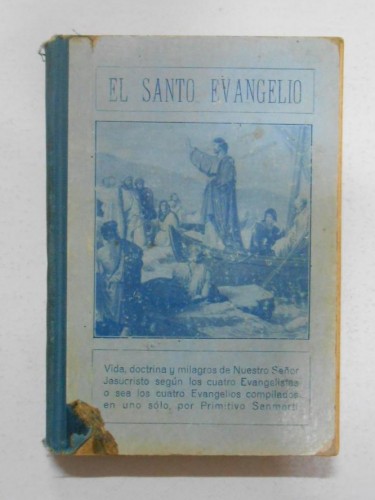 EL SANTO EVANGELIO
Vida, doctrina y milagros de Nuestro Señor
Jesucristo según los cuatro Evangelistas
o sea los cuatro Evangelios compilados
en uno sólo, por Primitivo Sanmartí.